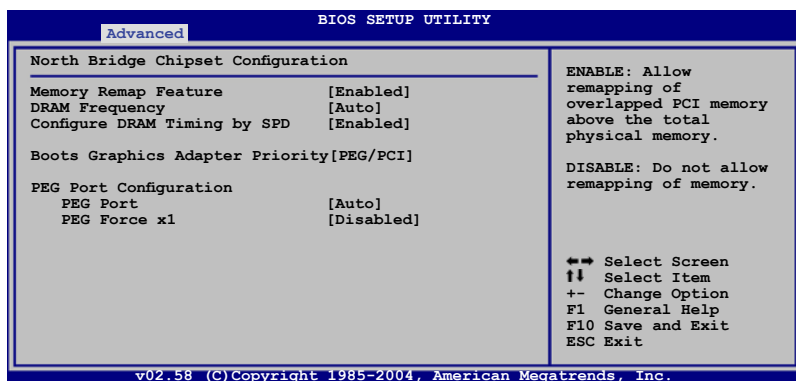 BIOS SETUP UTILITY
Advanced
North Bridge Chipset Configuration
Memory Remap Feature [Enabled]
DRAM Frequency [Auto]
Configure DRAM Timing by SPD [Enabled]
Boots Graphics Adapter Priority[PEG/PCI]
PEG Port Configuration
PEG Port [Auto]
PEG Force x1 [Disabled]
ENABLE: Allow
remapping of
overlapped PCI memory
above the total
physical memory.
DISABLE: Do not allow
remapping of memory.
←→ Select Screen
↑↓ Select Item
+- Change Option
F1 General Help
F10 Save and Exit
ESC Exit
v02.58 (C)Copyright 1985-2004, American Megatrends, Inc.